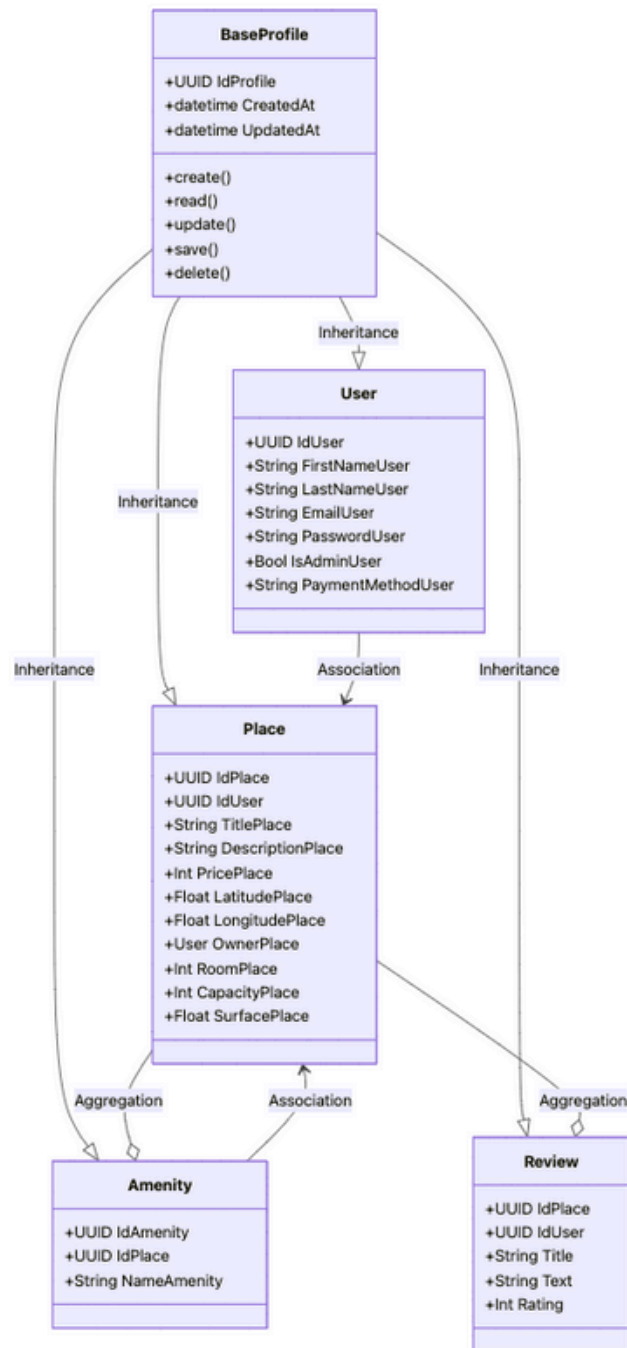 BaseProfile
+UUID IdProfile
+datetime CreatedAt
+datetime UpdatedAt
+create()
+read()
+update()
+save()
+delete()
Inheritance
User
+UUID IdUser
+String FirstNameUser
+String LastNameUser
+String EmailUser
+String PasswordUser
+Bool IsAdminUser
+String PaymentMethodUser
Inheritance
Inheritance
Association
Inheritance
Place
+UUID IdPlace
+UUID IdUser
+String TitlePlace
+String DescriptionPlace
+Int PricePlace
+Float LatitudePlace
+Float LongitudePlace
+User OwnerPlace
+Int RoomPlace
+Int CapacityPlace
+Float SurfacePlace
Aggregation
Association
Aggregation
Amenity
+UUID IdAmenity
+UUID IdPlace
+String NameAmenity
Review
+UUID IdPlace
+UUID IdUser
+String Title
+String Text
+Int Rating